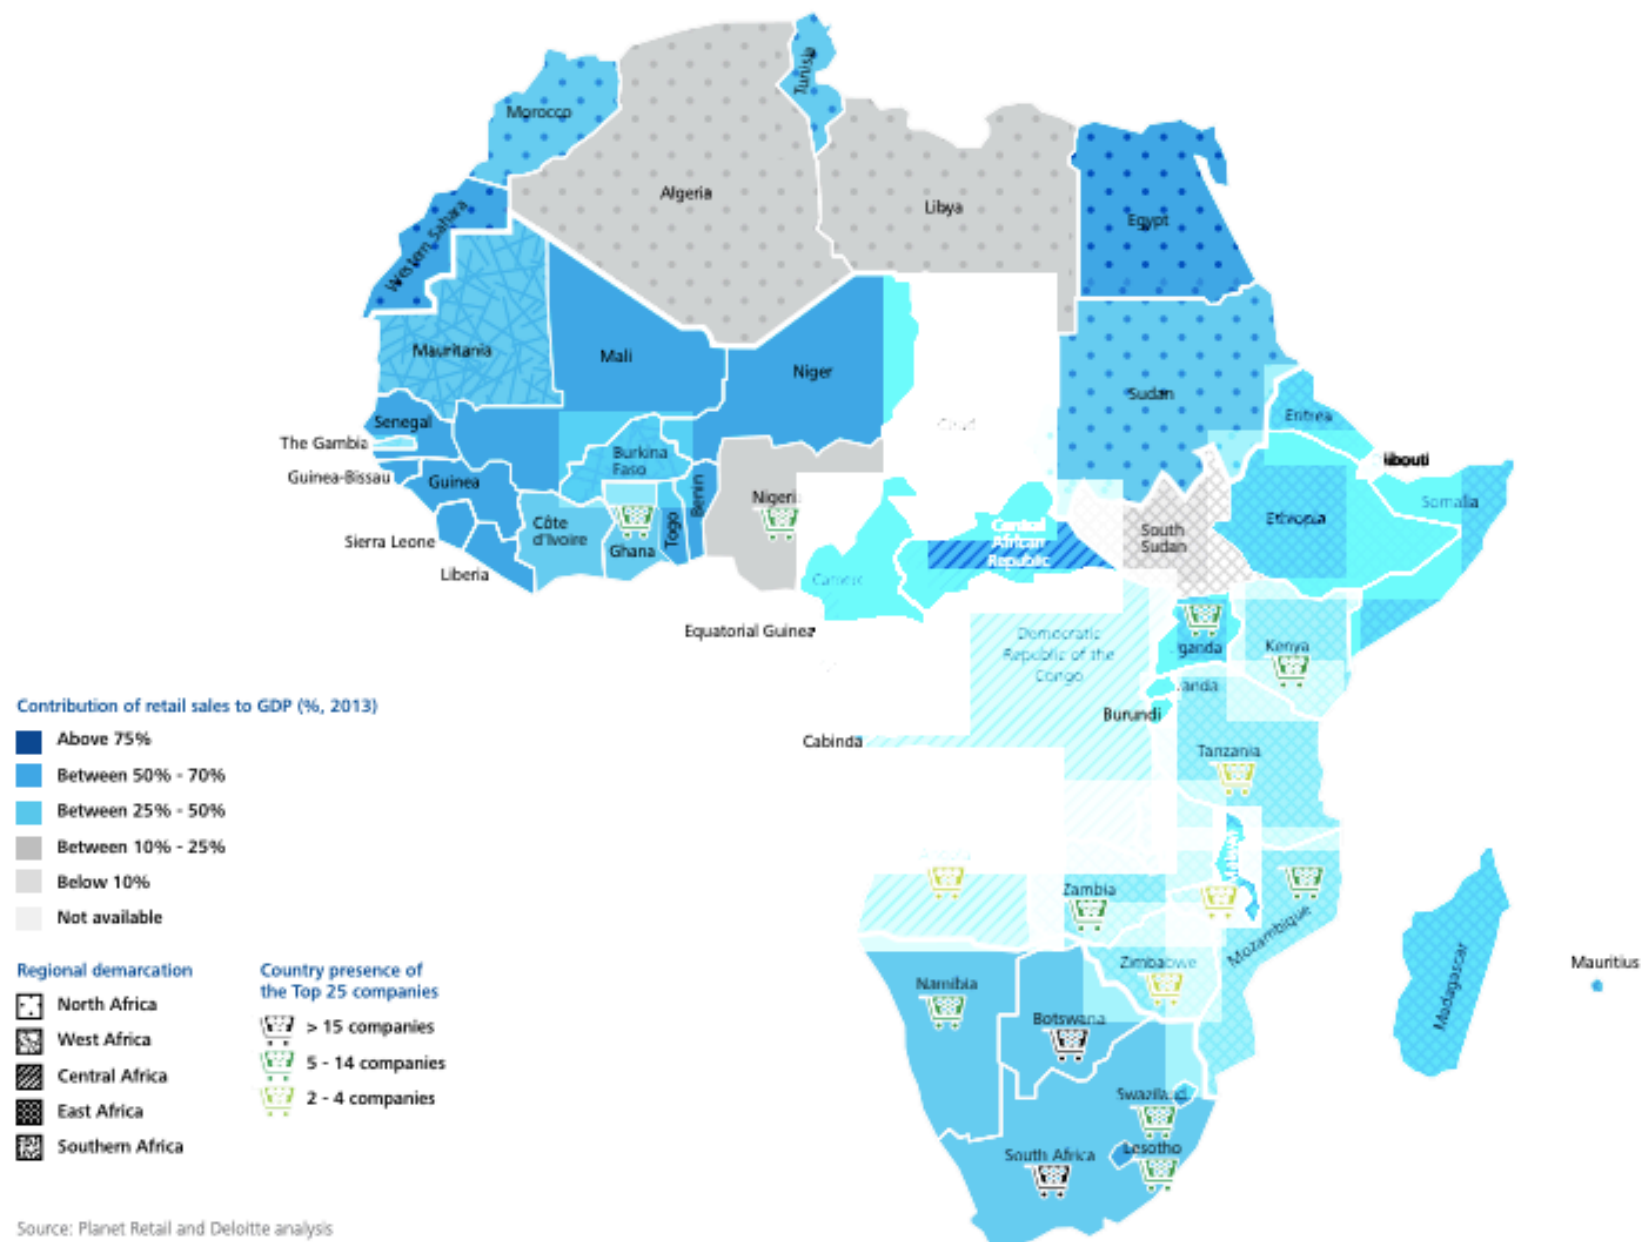 Tunisia
Morocco
Algeria
Libya
Egypt
Western Sahara
Mauritania
Mali
Niger
Sudan
Senegal
The Gambia
Guinea-Bissau
Guinea
Burkina
Faso
Benin
Togo
Nigeri
Côte
d'Ivoire
Ghana
Sierra Leone
Liberia
Eritrea
Somalia
Ethiopia
South
Sudan
Central
African
Republic
Equatorial Guinea
Democratic
Republic of the
Congo
ganda
Kenya
anda
Burundi
Cabinda
Tanzania
Zambia
Mozambique
Zimbabwe
Namibia
Botswana
Madagascar
Mauritius
South Africa
Lesotho
Contribution of retail sales to GDP (%, 2013)
Above 75%
Between 50% - 70%
Between 25% - 50%
Between 10% - 25%
Below 10%
Not available
Regional demarcation
North Africa
West Africa
Central Africa
East Africa
Southern Africa
Country presence of
the Top 25 companies
> 15 companies
5 - 14 companies
2 - 4 companies
Source: Planet Retail and Deloitte analysis